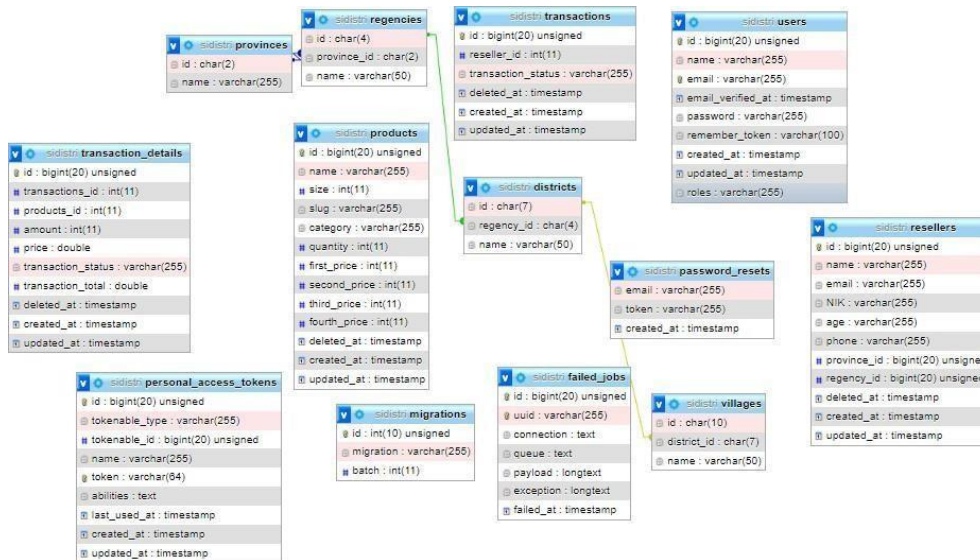 sidistri provinces
id : char(2)
name : varchar(255)
sidistri regencies
id : char(4)
province_id : char(2)
name : varchar(50)
sidistri transactions
id : bigint(20) unsigned
reseller_id : int(11)
transaction_status : varchar(255)
deleted_at : timestamp
created_at : timestamp
updated_at : timestamp
sidistri users
id : bigint(20) unsigned
name : varchar(255)
email : varchar(255)
email_verified_at : timestamp
password : varchar(255)
remember_token : varchar(100)
created_at : timestamp
updated_at : timestamp
roles : varchar(255)
sidistri transaction_details
id : bigint(20) unsigned
transactions_id : int(11)
products_id : int(11)
amount : int(11)
price : double
transaction_status : varchar(255)
transaction_total : double
deleted_at : timestamp
created_at : timestamp
updated_at : timestamp
sidistri products
id : bigint(20) unsigned
name : varchar(255)
size : int(11)
slug : varchar(255)
category : varchar(255)
quantity : int(11)
first_price : int(11)
second_price : int(11)
third_price : int(11)
fourth_price : int(11)
deleted_at : timestamp
created_at : timestamp
updated_at : timestamp
sidistri districts
id : char(7)
regency_id : char(4)
name : varchar(50)
sidistri password_resets
email : varchar(255)
token : varchar(255)
created_at : timestamp
sidistri resellers
id : bigint(20) unsigned
name : varchar(255)
email : varchar(255)
NIK : varchar(255)
age : varchar(255)
phone : varchar(255)
province_id : bigint(20) unsigned
regency_id : bigint(20) unsigned
deleted_at : timestamp
created_at : timestamp
updated_at : timestamp
sidistri personal_access_tokens
id : bigint(20) unsigned
tokenable_type : varchar(255)
tokenable_id : bigint(20) unsigned
name : varchar(255)
token : varchar(64)
abilities : text
last_used_at : timestamp
created_at : timestamp
updated_at : timestamp
sidistri migrations
id : int(10) unsigned
migration : varchar(255)
batch : int(11)
sidistri failed_jobs
id : bigint(20) unsigned
uuid : varchar(255)
connection : text
queue : text
payload : longtext
exception : longtext
failed_at : timestamp
sidistri villages
id : char(10)
district_id : char(7)
name : varchar(50)